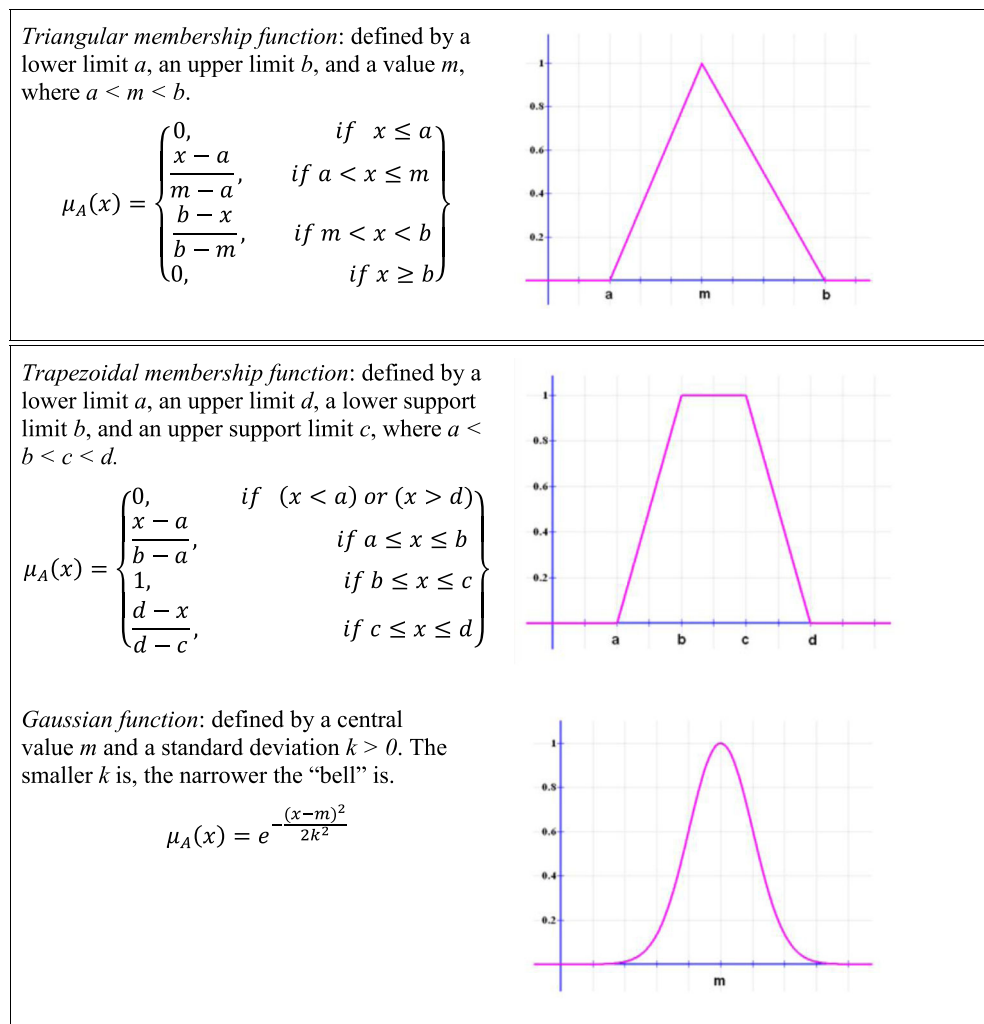 Triangular membership function: defined by a
lower limit a, an upper limit b, and a value m,
where a < m < b.
μ_A(x) = {0, if x ≤ a
(x − a)/(m − a), if a < x ≤ m
(b − x)/(b − m), if m < x < b
0, if x ≥ b}
1
0.8
0.6
0.4
0.2
a m b
Trapezoidal membership function: defined by a
lower limit a, an upper limit d, a lower support
limit b, and an upper support limit c, where a <
b < c < d.
μ_A(x) = {0, if (x < a) or (x > d)
(x − a)/(b − a), if a ≤ x ≤ b
1, if b ≤ x ≤ c
(d − x)/(d − c), if c ≤ x ≤ d}
1
0.8
0.6
0.4
0.2
a b c d
Gaussian function: defined by a central
value m and a standard deviation k > 0. The
smaller k is, the narrower the “bell” is.
μ_A(x) = e^(−(x−m)²/2k²)
1
0.8
0.6
0.4
0.2
m